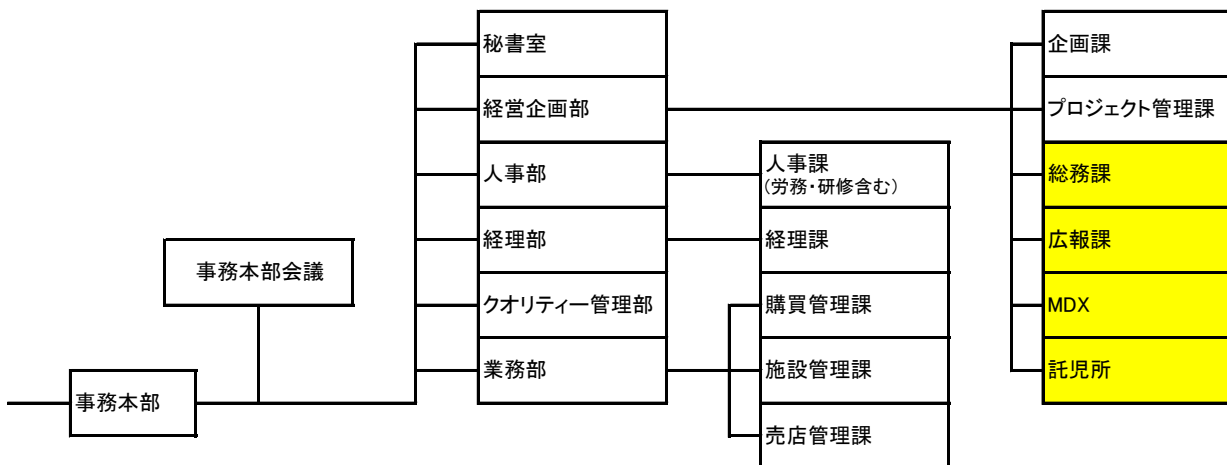 秘書室
経営企画部
人事部
経理部
クオリティー管理部
業務部
事務本部会議
事務本部
人事課
(労務・研修含む)
経理課
購買管理課
施設管理課
売店管理課
企画課
プロジェクト管理課
総務課
広報課
MDX
託児所